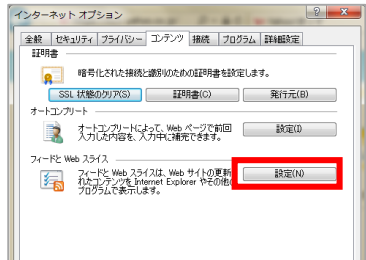 インターネット オプション
全般 セキュリティ プライバシー コンテンツ 接続 プログラム 詳細設定
証明書
暗号化された接続と識別のための証明書を設定します。
SSL 状態のクリア(S) 証明書(C) 発行元(B)
オートコンプリート
オートコンプリートによって、Web ページで前回 設定(I)
入力した内容を、入力中に補完できます。
フィードと Web スライス
フィードと Web スライスは、Web サイトの更新 設定(N)
れたコンテンツを Internet Explorer やその他の
プログラムで表示します。